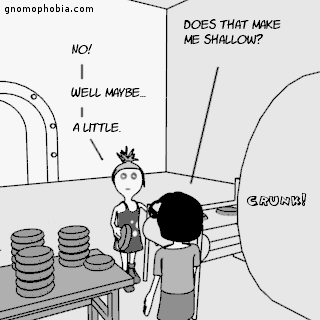 gnomophobia.com
DOES THAT MAKE
ME SHALLOW?
NO!
WELL MAYBE...
A LITTLE.
CRUNK!